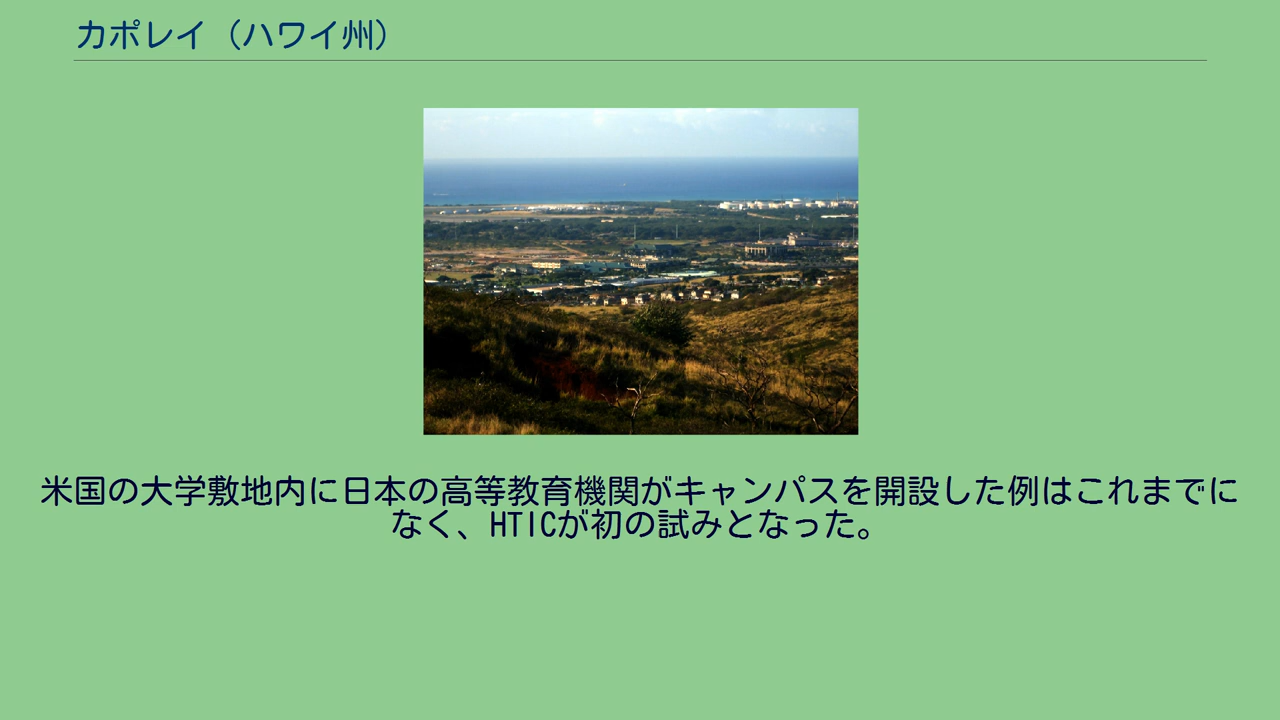 カポレイ（ハワイ州）
米国の大学敷地内に日本の高等教育機関がキャンパスを開設した例はこれまでに
なく、HTICが初の試みとなった。